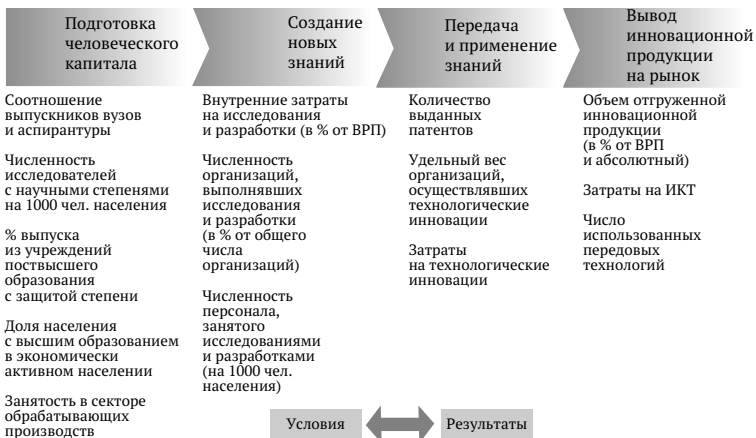 Подготовка
человеческого
капитала
Создание
новых
знаний
Передача
и применение
знаний
Вывод
инновационной
продукции
на рынок
Соотношение
выпускников вузов
и аспирантуры
Численность
исследователей
с научными степенями
на 1000 чел. населения
% выпуска
из учреждений
поствысшего
образования
с защитой степени
Доля населения
с высшим образованием
в экономически
активном населении
Занятость в секторе
обрабатывающих
производств
Внутренние затраты
на исследования
и разработки (в % от ВРП)
Численность
организаций,
выполнявших
исследования
и разработки
(в % от общего
числа
организаций)
Численность
персонала,
занятого
исследованиями
и разработками
(на 1000 чел.
населения)
Количество
выданных
патентов
Удельный вес
организаций,
осуществлявших
технологические
инновации
Затраты
на технологические
инновации
Объем отгруженной
инновационной
продукции
(в % от ВРП
и абсолютный)
Затраты на ИКТ
Число
использованных
передовых
технологий
Условия
Результаты